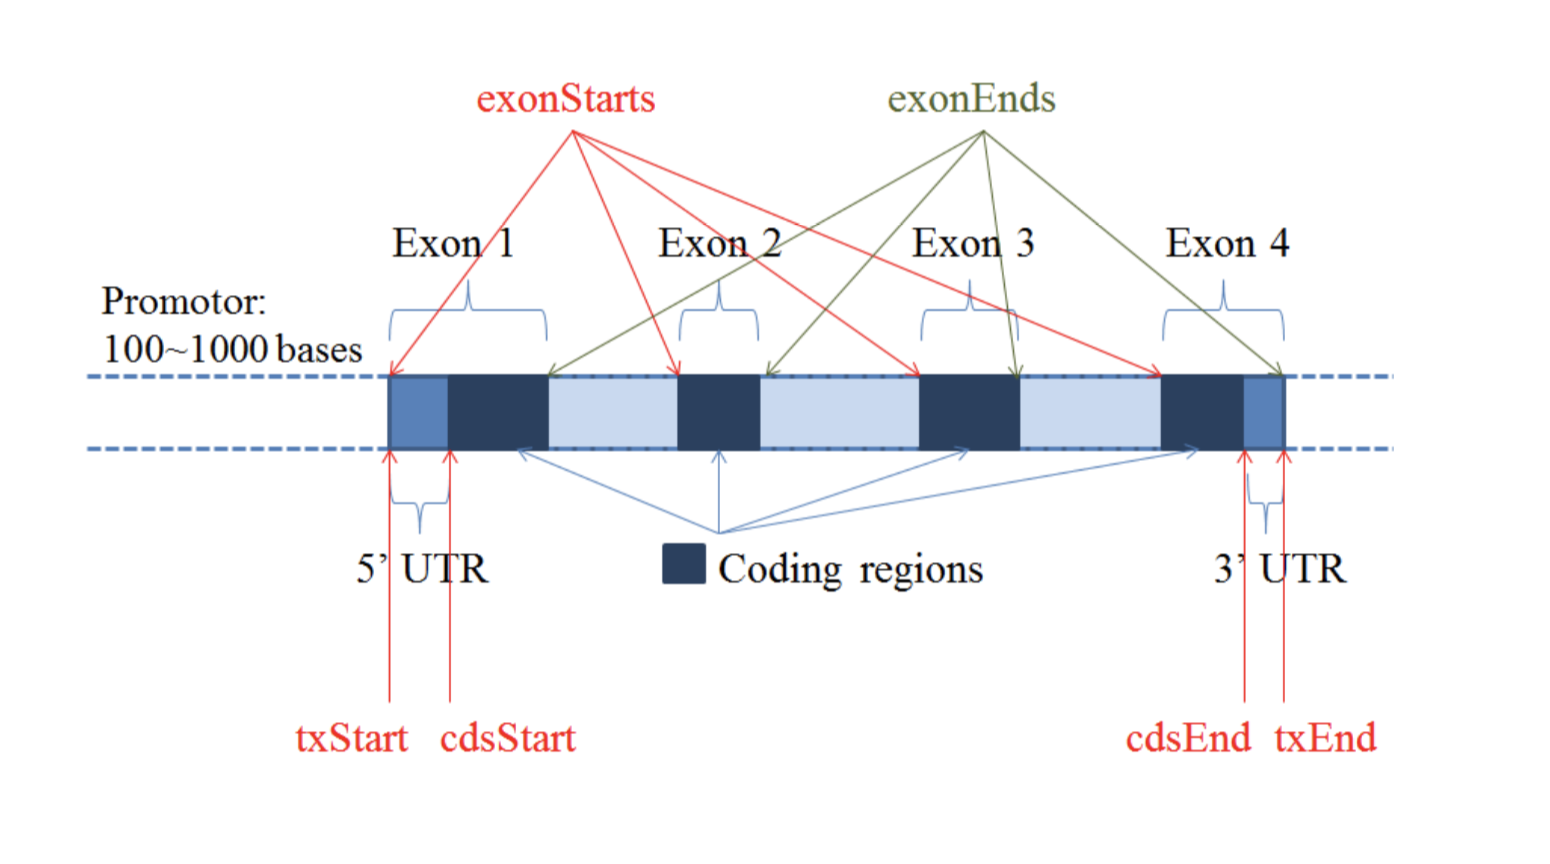 exonStarts
exonEnds
Exon 1
Exon 2
Exon 3
Exon 4
Promotor:
100~1000 bases
5’ UTR
Coding regions
3’ UTR
txStart
cdsStart
cdsEnd
txEnd